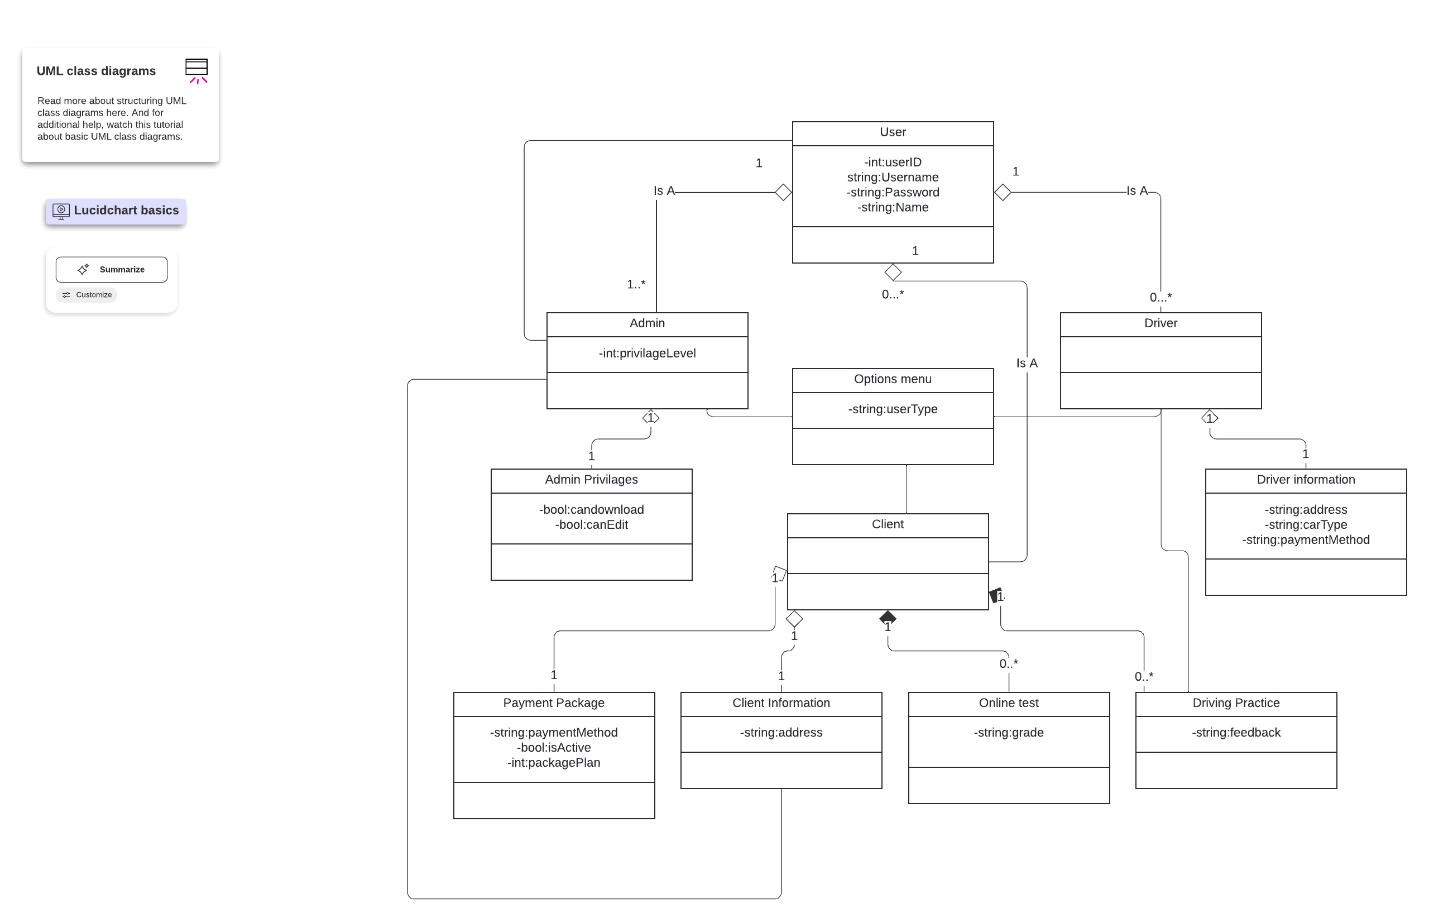 UML class diagrams
Read more about structuring UML
class diagrams here. And for
additional help, watch this tutorial
about basic UML class diagrams.
Lucidchart basics
Summarize
Customize
User
-int:userID
string:Username
-string:Password
-string:Name
1
1
1
Is A
Is A
1..*
0...*
0...*
Is A
Admin
-int:privilageLevel
Driver
Options menu
-string:userType
1
1
1
1
Admin Privilages
-bool:candownload
-bool:canEdit
Driver information
-string:address
-string:carType
-string:paymentMethod
Client
1
1
1
1
1
1
0..*
0..*
Payment Package
-string:paymentMethod
-bool:isActive
-int:packagePlan
Client Information
-string:address
Online test
-string:grade
Driving Practice
-string:feedback